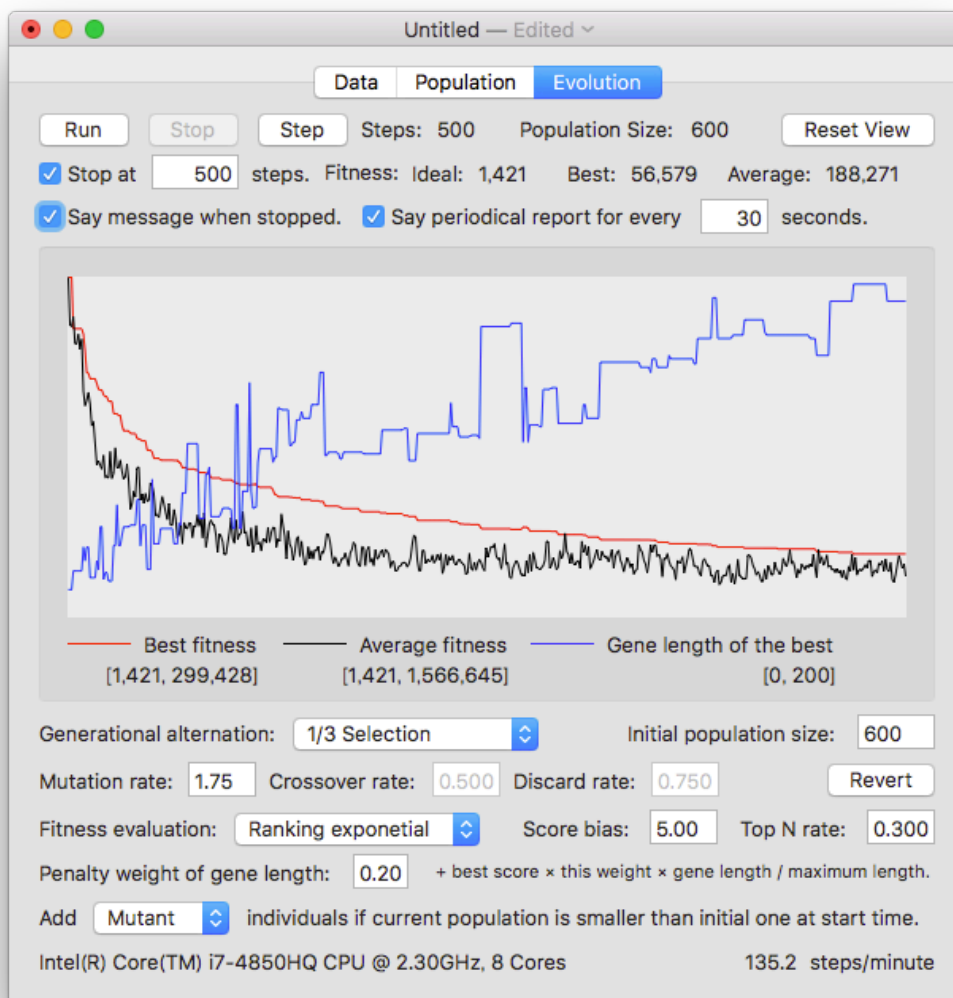 Untitled — Edited
Data Population Evolution
Run Stop Step Steps: 500 Population Size: 600 Reset View
Stop at 500 steps. Fitness: Ideal: 1,421 Best: 56,579 Average: 188,271
Say message when stopped. Say periodical report for every 30 seconds.
Best fitness Average fitness Gene length of the best
[1,421, 299,428] [1,421, 1,566,645] [0, 200]
Generational alternation: 1/3 Selection Initial population size: 600
Mutation rate: 1.75 Crossover rate: 0.500 Discard rate: 0.750 Revert
Fitness evaluation: Ranking exponetial Score bias: 5.00 Top N rate: 0.300
Penalty weight of gene length: 0.20 + best score × this weight × gene length / maximum length.
Add Mutant individuals if current population is smaller than initial one at start time.
Intel(R) Core(TM) i7-4850HQ CPU @ 2.30GHz, 8 Cores 135.2 steps/minute